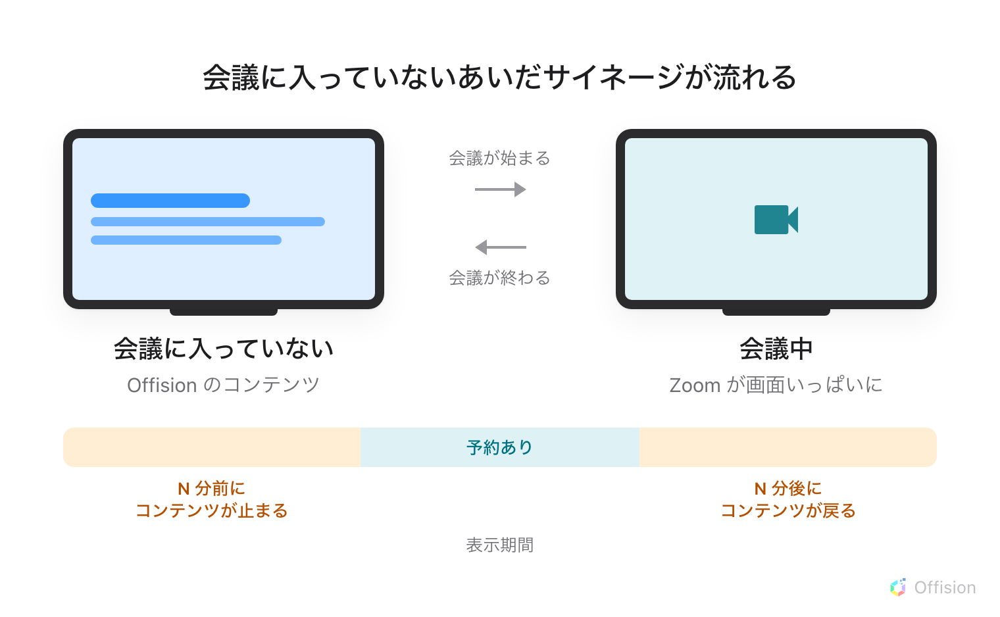 会議に入っていないあいだサイネージが流れる
会議が始まる
会議が終わる
会議に入っていない
Offision のコンテンツ
会議中
Zoom が画面いっぱいに
予約あり
N 分前に
コンテンツが止まる
N 分後に
コンテンツが戻る
表示期間
Offision